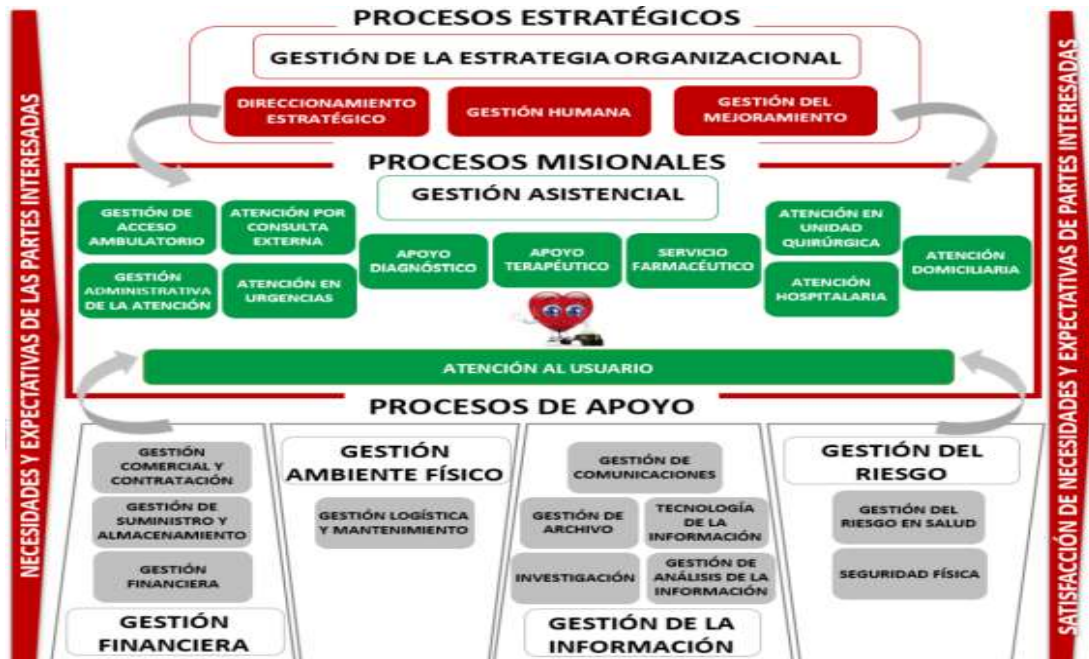 PROCESOS ESTRATÉGICOS
GESTIÓN DE LA ESTRATEGIA ORGANIZACIONAL
DIRECCIONAMIENTO
ESTRATÉGICO
GESTIÓN HUMANA
GESTIÓN DEL
MEJORAMIENTO
NECESIDADES Y EXPECTATIVAS DE LAS PARTES INTERESADAS
PROCESOS MISIONALES
GESTIÓN ASISTENCIAL
GESTIÓN DE
ACCESO
AMBULATORIO
ATENCIÓN POR
CONSULTA
EXTERNA
GESTIÓN
ADMINISTRATIVA
DE LA ATENCIÓN
ATENCIÓN EN
URGENCIAS
APOYO
DIAGNÓSTICO
APOYO
TERAPÉUTICO
SERVICIO
FARMACÉUTICO
ATENCIÓN EN
UNIDAD
QUIRÚRGICA
ATENCIÓN
HOSPITALARIA
ATENCIÓN
DOMICILIARIA
ATENCIÓN AL USUARIO
PROCESOS DE APOYO
GESTIÓN
COMERCIAL Y
CONTRATACIÓN
GESTIÓN DE
SUMINISTRO Y
ALMACENAMIENTO
GESTIÓN
FINANCIERA
GESTIÓN
FINANCIERA
GESTIÓN
AMBIENTE FÍSICO
GESTIÓN LOGÍSTICA
Y MANTENIMIENTO
GESTIÓN DE
COMUNICACIONES
GESTIÓN DE
ARCHIVO
TECNOLOGÍA
DE LA
INFORMACIÓN
INVESTIGACIÓN
GESTIÓN DE
ANÁLISIS DE LA
INFORMACIÓN
GESTIÓN DE LA
INFORMACIÓN
GESTIÓN DEL
RIESGO
GESTIÓN DEL
RIESGO EN SALUD
SEGURIDAD FÍSICA
SATISFACCIÓN DE NECESIDADES Y EXPECTATIVAS DE PARTES INTERESADAS